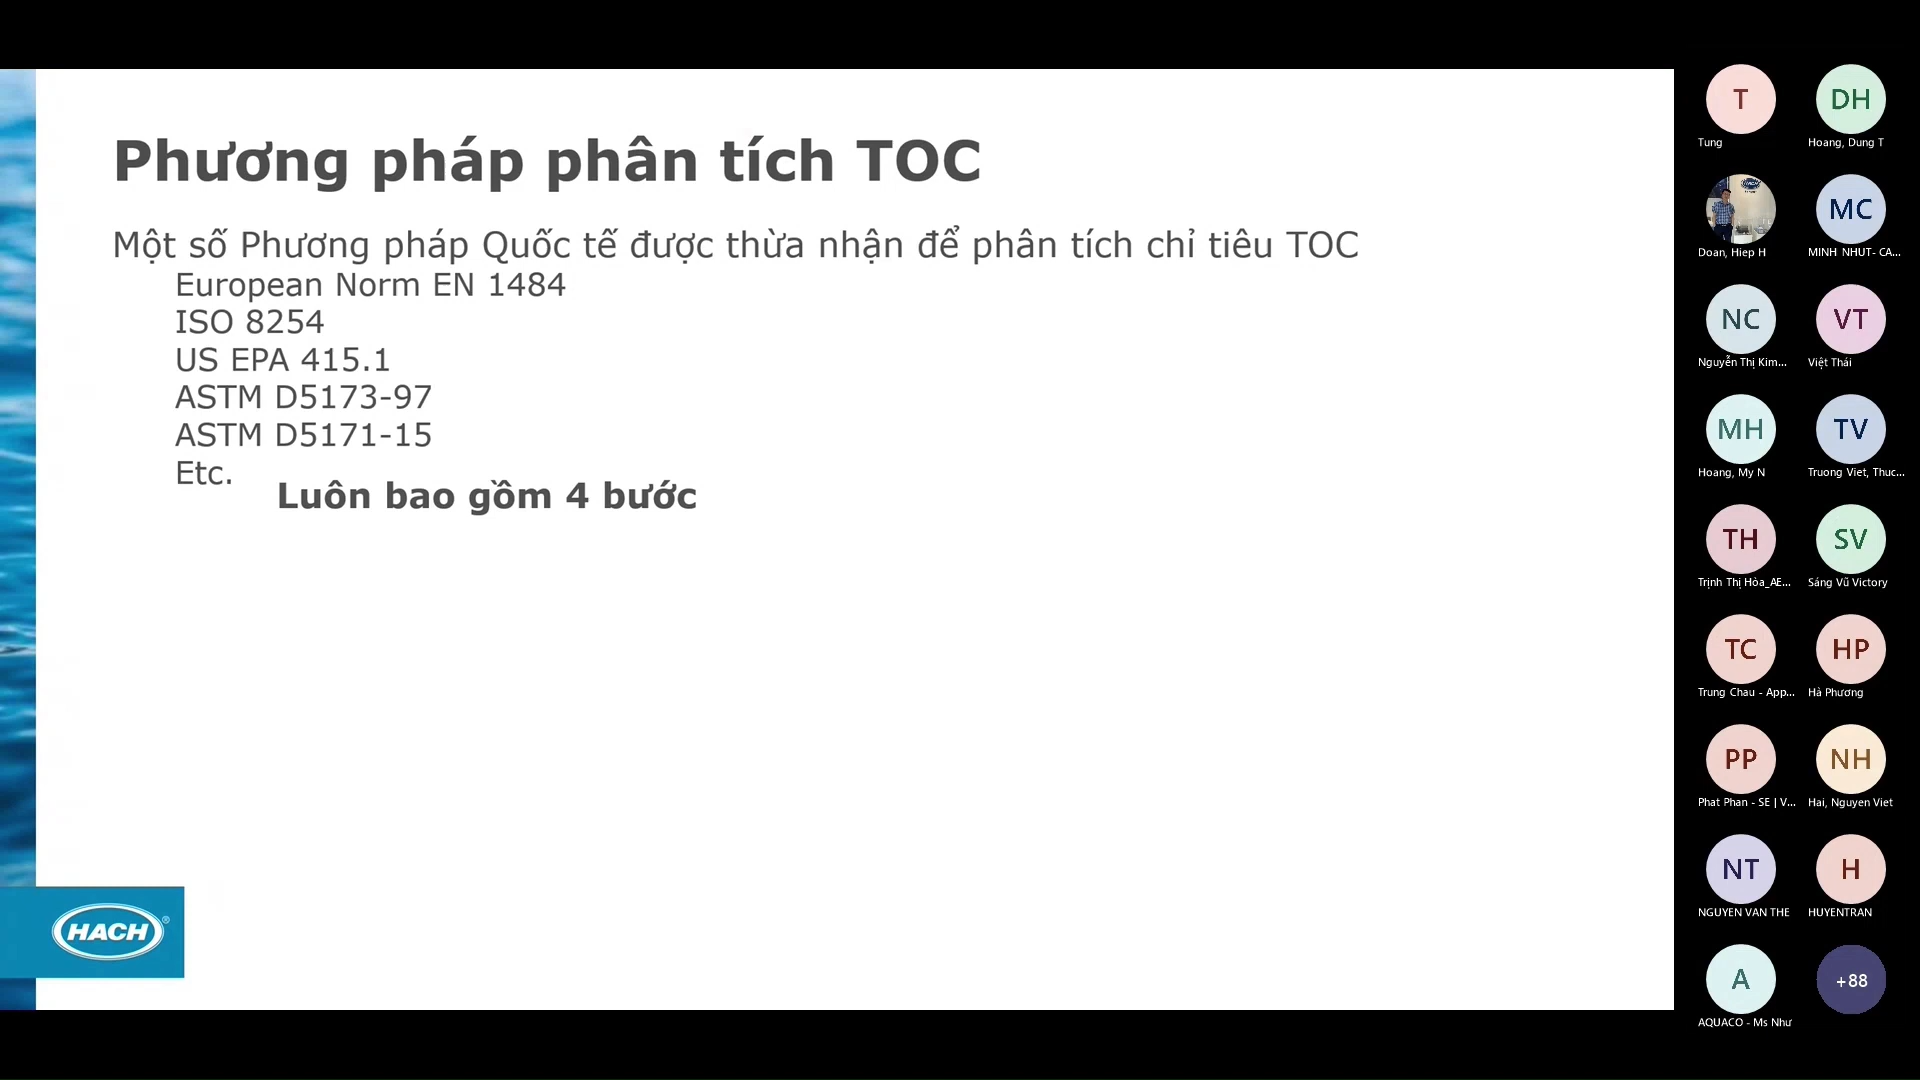 Phương pháp phân tích TOC
Một số Phương pháp Quốc tế được thừa nhận để phân tích chỉ tiêu TOC
European Norm EN 1484
ISO 8254
US EPA 415.1
ASTM D5173-97
ASTM D5171-15
Etc.
Luôn bao gồm 4 bước
HACH®
T
Tung
DH
Hoang, Dung T
HACH
Doan, Hiep H
MC
MINH NHUT- CA...
NC
Nguyễn Thị Kim...
VT
Việt Thái
MH
Hoang, My N
TV
Truong Viet, Thuc...
TH
Trịnh Thị Hòa_AE...
SV
Sáng Vũ Victory
TC
Trung Chau - App...
HP
Hà Phương
PP
Phat Phan - SE | V...
NH
Hai, Nguyen Viet
NT
NGUYEN VAN THE
H
HUYENTRAN
A
AQUACO - Ms Như
+88